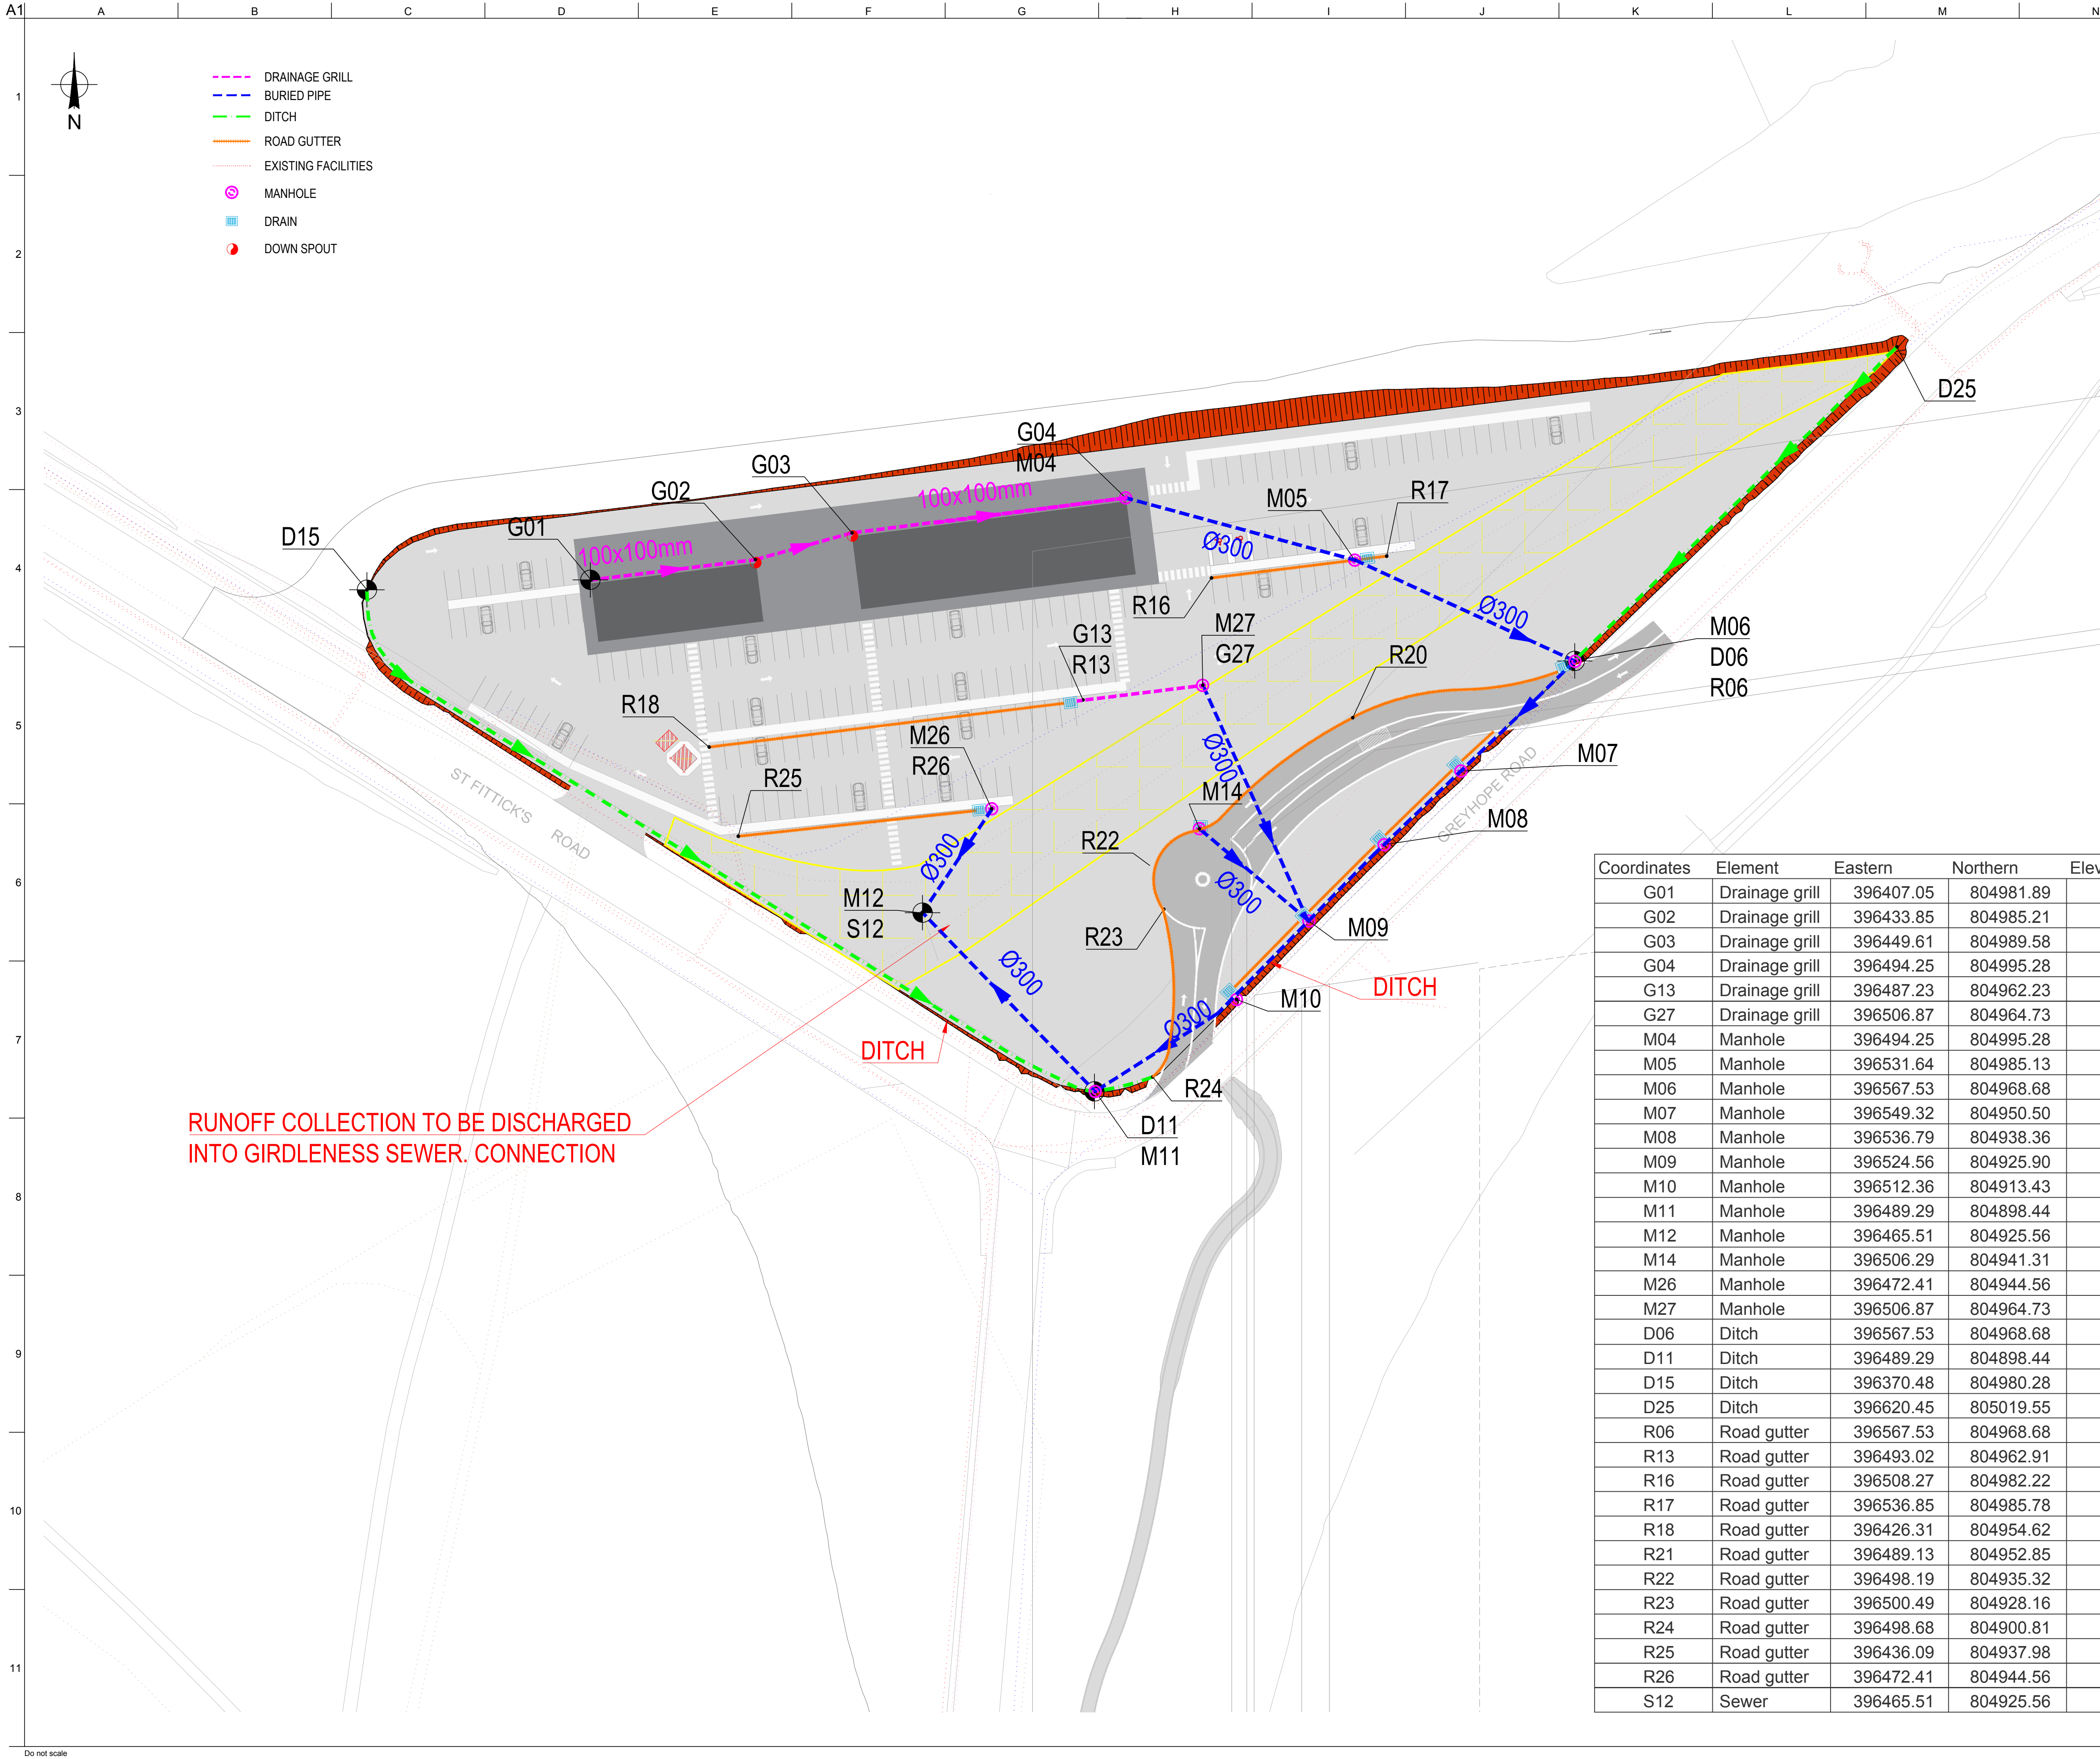 A1
A B C D E F G H I J K L M N
1
2
3
4
5
6
7
8
9
10
11
N
DRAINAGE GRILL
BURIED PIPE
DITCH
ROAD GUTTER
EXISTING FACILITIES
MANHOLE
DRAIN
DOWN SPOUT
D25
G04
M04
G03
100x100mm
G02
M05
R17
D15
G01
100x100mm
Ø300
R16
Ø300
M27
G27
G13
R13
R20
M06
D06
R06
R18
M26
R26
Ø300
M07
ST FITTICK'S ROAD
R25
M14
GREYHOPE ROAD
M08
Ø300
R22
Ø300
M12
S12
R23
M09
Ø300
DITCH
M10
Ø300
DITCH
R24
D11
M11
RUNOFF COLLECTION TO BE DISCHARGED
INTO GIRDLENESS SEWER. CONNECTION
Coordinates Element Eastern Northern Elev
G01 Drainage grill 396407.05 804981.89
G02 Drainage grill 396433.85 804985.21
G03 Drainage grill 396449.61 804989.58
G04 Drainage grill 396494.25 804995.28
G13 Drainage grill 396487.23 804962.23
G27 Drainage grill 396506.87 804964.73
M04 Manhole 396494.25 804995.28
M05 Manhole 396531.64 804985.13
M06 Manhole 396567.53 804968.68
M07 Manhole 396549.32 804950.50
M08 Manhole 396536.79 804938.36
M09 Manhole 396524.56 804925.90
M10 Manhole 396512.36 804913.43
M11 Manhole 396489.29 804898.44
M12 Manhole 396465.51 804925.56
M14 Manhole 396506.29 804941.31
M26 Manhole 396472.41 804944.56
M27 Manhole 396506.87 804964.73
D06 Ditch 396567.53 804968.68
D11 Ditch 396489.29 804898.44
D15 Ditch 396370.48 804980.28
D25 Ditch 396620.45 805019.55
R06 Road gutter 396567.53 804968.68
R13 Road gutter 396493.02 804962.91
R16 Road gutter 396508.27 804982.22
R17 Road gutter 396536.85 804985.78
R18 Road gutter 396426.31 804954.62
R21 Road gutter 396489.13 804952.85
R22 Road gutter 396498.19 804935.32
R23 Road gutter 396500.49 804928.16
R24 Road gutter 396498.68 804900.81
R25 Road gutter 396436.09 804937.98
R26 Road gutter 396472.41 804944.56
S12 Sewer 396465.51 804925.56
Do not scale